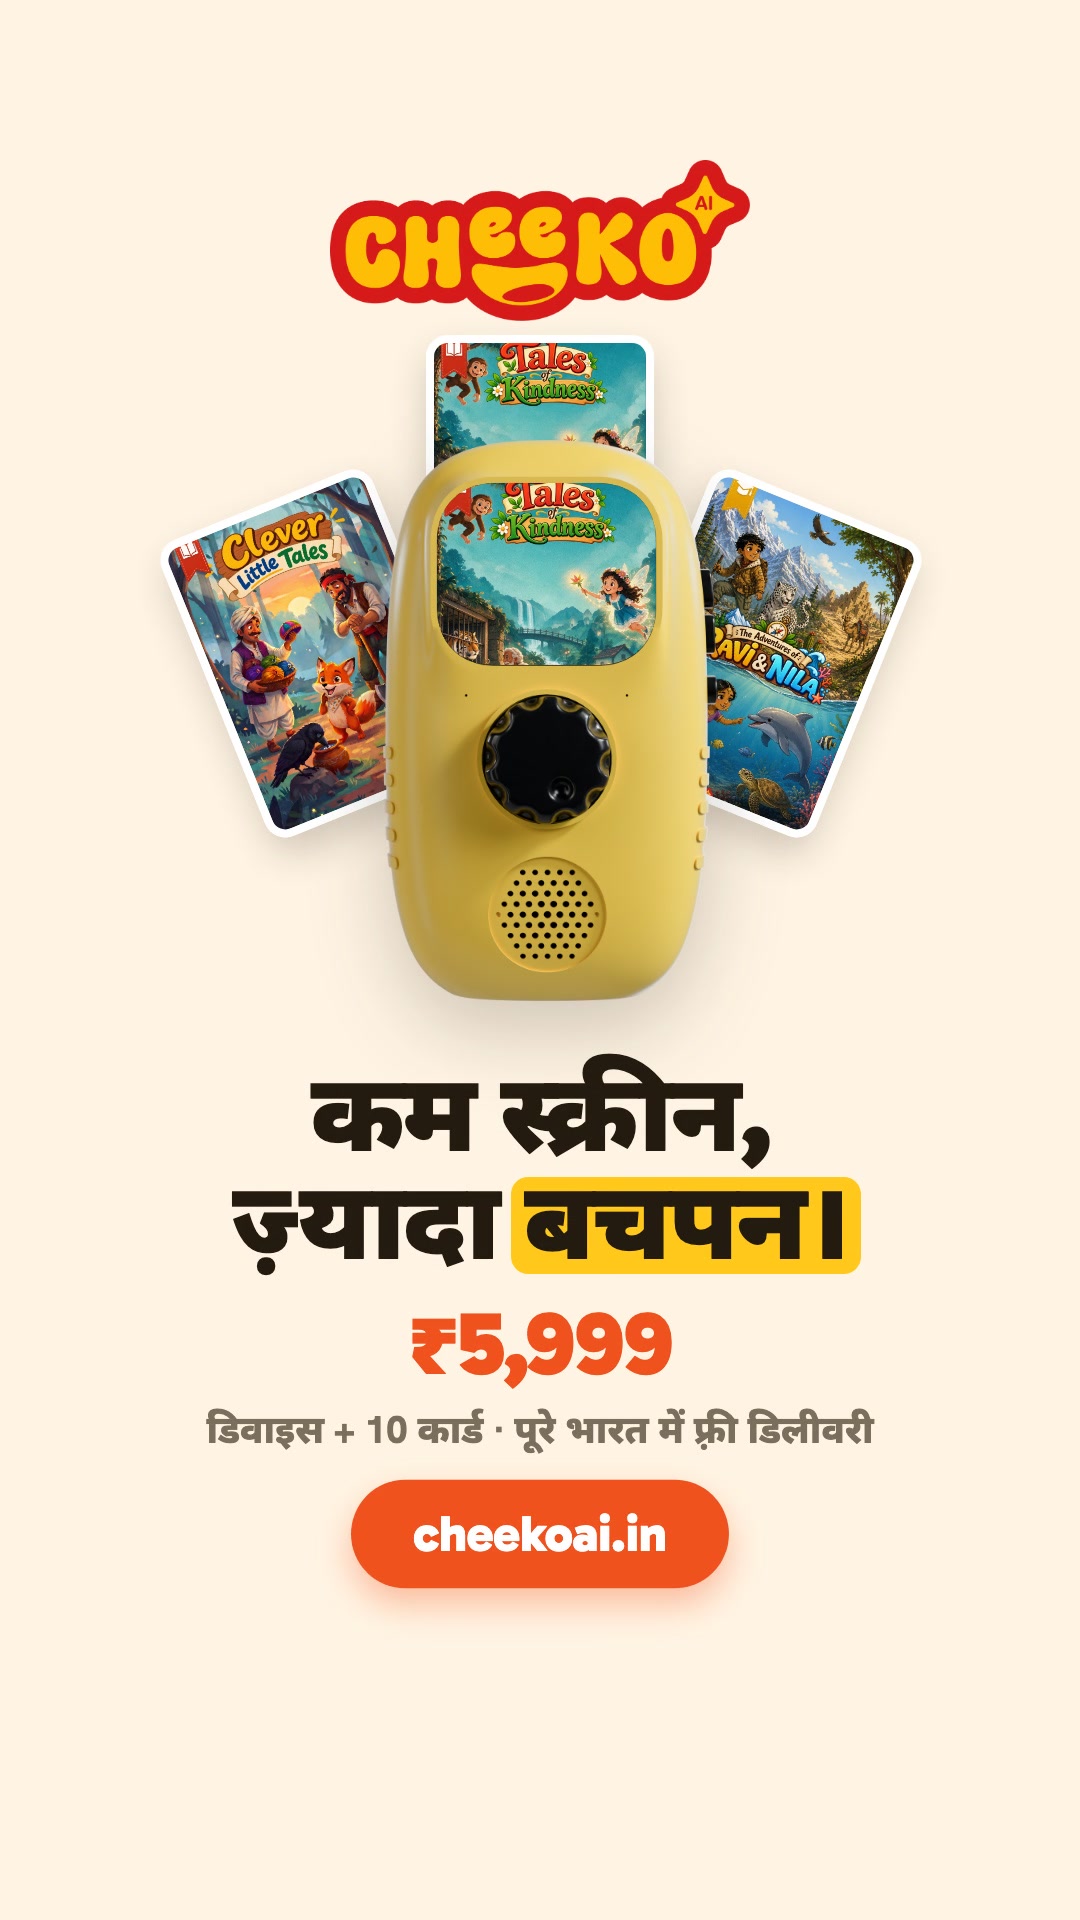 CHeeKO AI
Tales
of
Kindness
Tales
of
Kindness
Clever
Little Tales
The Adventures of
RAVI & NILA
कम स्क्रीन,
ज़्यादा बचपन।
₹5,999
डिवाइस + 10 कार्ड · पूरे भारत में फ़्री डिलीवरी
cheekoai.in